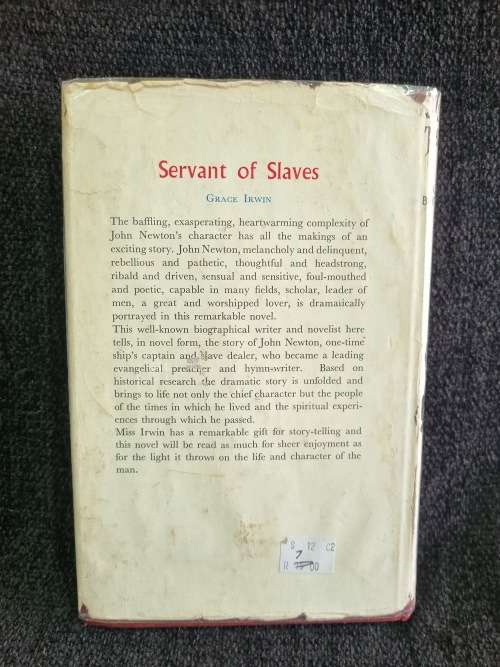 Servant of Slaves
GRACE IRWIN
The baffling, exasperating, heartwarming complexity of
John Newton's character has all the makings of an
exciting story. John Newton, melancholy and delinquent,
rebellious and pathetic, thoughtful and headstrong,
ribald and driven, sensual and sensitive, foul-mouthed
and poetic, capable in many fields, scholar, leader of
men, a great and worshipped lover, is dramatically
portrayed in this remarkable novel.
This well-known biographical writer and novelist here
tells, in novel form, the story of John Newton, one-time
ship's captain and slave dealer, who became a leading
evangelical preacher and hymn-writer. Based on
historical research the dramatic story is unfolded and
brings to life not only the chief character but the people
of the times in which he lived and the spiritual experi-
ences through which he passed.
Miss Irwin has a remarkable gift for story-telling and
this novel will be read as much for sheer enjoyment as
for the light it throws on the life and character of the
man.
12 C2
7
R 00